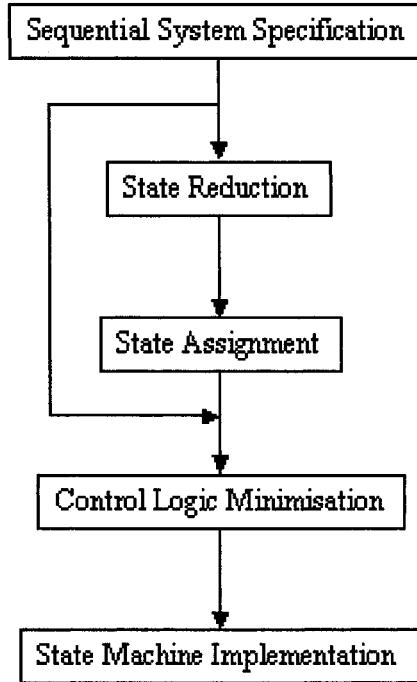 Sequential System Specification
State Reduction
State Assignment
Control Logic Minimisation
State Machine Implementation